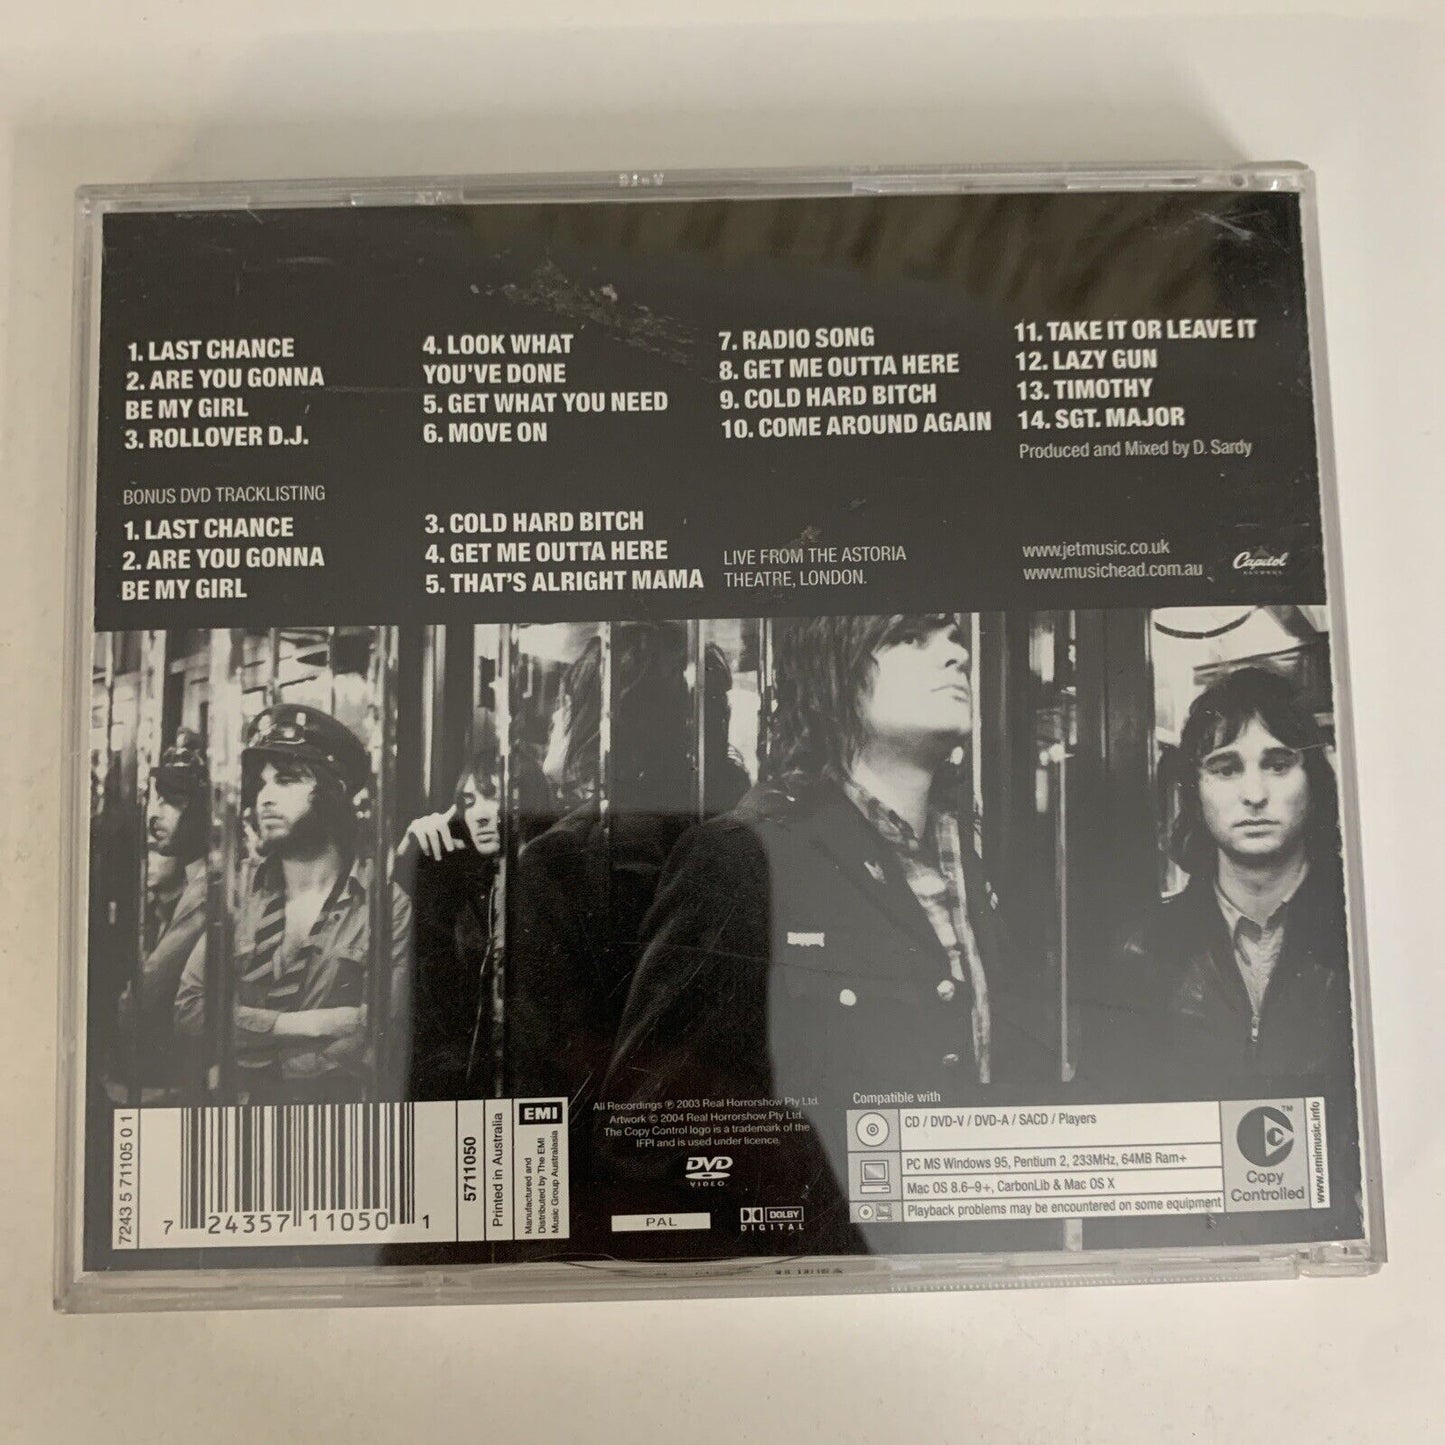 1. LAST CHANCE
2. ARE YOU GONNA
BE MY GIRL
3. ROLLOVER D.J.
4. LOOK WHAT
YOU'VE DONE
5. GET WHAT YOU NEED
6. MOVE ON
7. RADIO SONG
8. GET ME OUTTA HERE
9. COLD HARD BITCH
10. COME AROUND AGAIN
11. TAKE IT OR LEAVE IT
12. LAZY GUN
13. TIMOTHY
14. SGT. MAJOR
Produced and Mixed by D. Sardy
BONUS DVD TRACKLISTING
1. LAST CHANCE
2. ARE YOU GONNA
BE MY GIRL
3. COLD HARD BITCH
4. GET ME OUTTA HERE
5. THAT'S ALRIGHT MAMA
LIVE FROM THE ASTORIA
THEATRE, LONDON.
www.jetmusic.co.uk
www.musichead.com.au
Capitol
RECORDS
7243 5 71105 0 1
7 24357 11050 1
5711050
Printed in Australia
EMI
Manufactured and
Distributed by The EMI
Music Group Australasia
All Recordings ℗ 2003 Real Horrorshow Pty Ltd.
Artwork © 2004 Real Horrorshow Pty Ltd.
The Copy Control logo is a trademark of the
IFPI and is used under licence.
DVD
VIDEO
PAL
DOLBY
DIGITAL
Compatible with
CD / DVD-V / DVD-A / SACD / Players
PC MS Windows 95, Pentium 2, 233MHz, 64MB Ram+
Mac OS 8.6–9+, CarbonLib & Mac OS X
Playback problems may be encountered on some equipment
TM
Copy
Controlled
www.emimusic.info